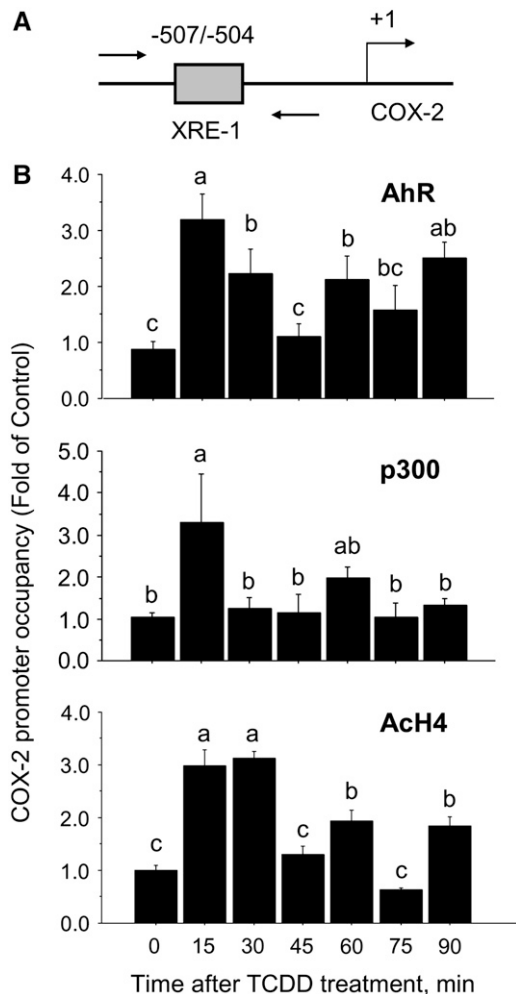 A
-507/-504
+1
XRE-1
COX-2
B
COX-2 promoter occupancy (Fold of Control)
AhR
4.0
3.0
2.0
1.0
0.0
c
a
b
c
b
bc
ab
p300
5.0
4.0
3.0
2.0
1.0
0.0
b
a
b
b
ab
b
b
AcH4
4.0
3.0
2.0
1.0
0.0
c
a
a
c
b
c
b
0 15 30 45 60 75 90
Time after TCDD treatment, min